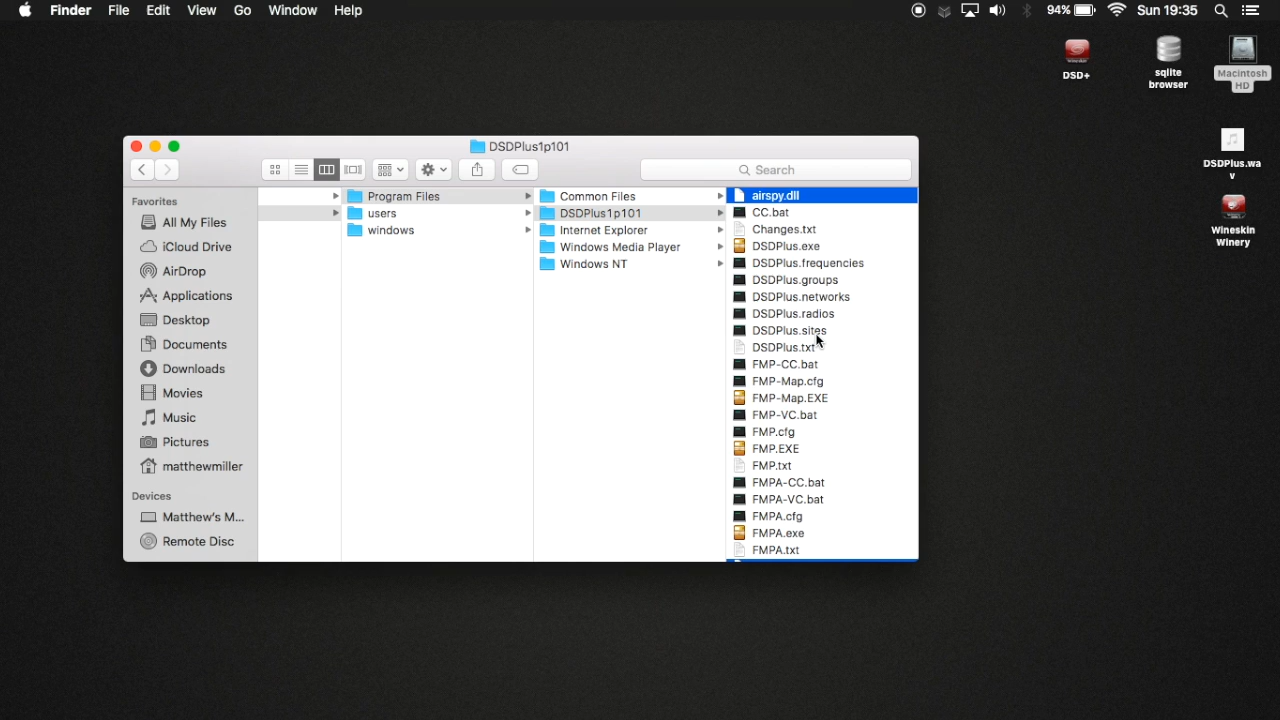 Finder File Edit View Go Window Help 94% Sun 19:35
DSD+
sqlite
browser
Macintosh
HD
DSDPlus.wa
v
Wineskin
Winery
DSDPlus1p101
Search
Favorites
All My Files
iCloud Drive
AirDrop
Applications
Desktop
Documents
Downloads
Movies
Music
Pictures
matthewmiller
Devices
Matthew's M...
Remote Disc
Program Files
users
windows
Common Files
DSDPlus1p101
Internet Explorer
Windows Media Player
Windows NT
airspy.dll
CC.bat
Changes.txt
DSDPlus.exe
DSDPlus.frequencies
DSDPlus.groups
DSDPlus.networks
DSDPlus.radios
DSDPlus.sites
DSDPlus.txt
FMP-CC.bat
FMP-Map.cfg
FMP-Map.EXE
FMP-VC.bat
FMP.cfg
FMP.EXE
FMP.txt
FMPA-CC.bat
FMPA-VC.bat
FMPA.cfg
FMPA.exe
FMPA.txt